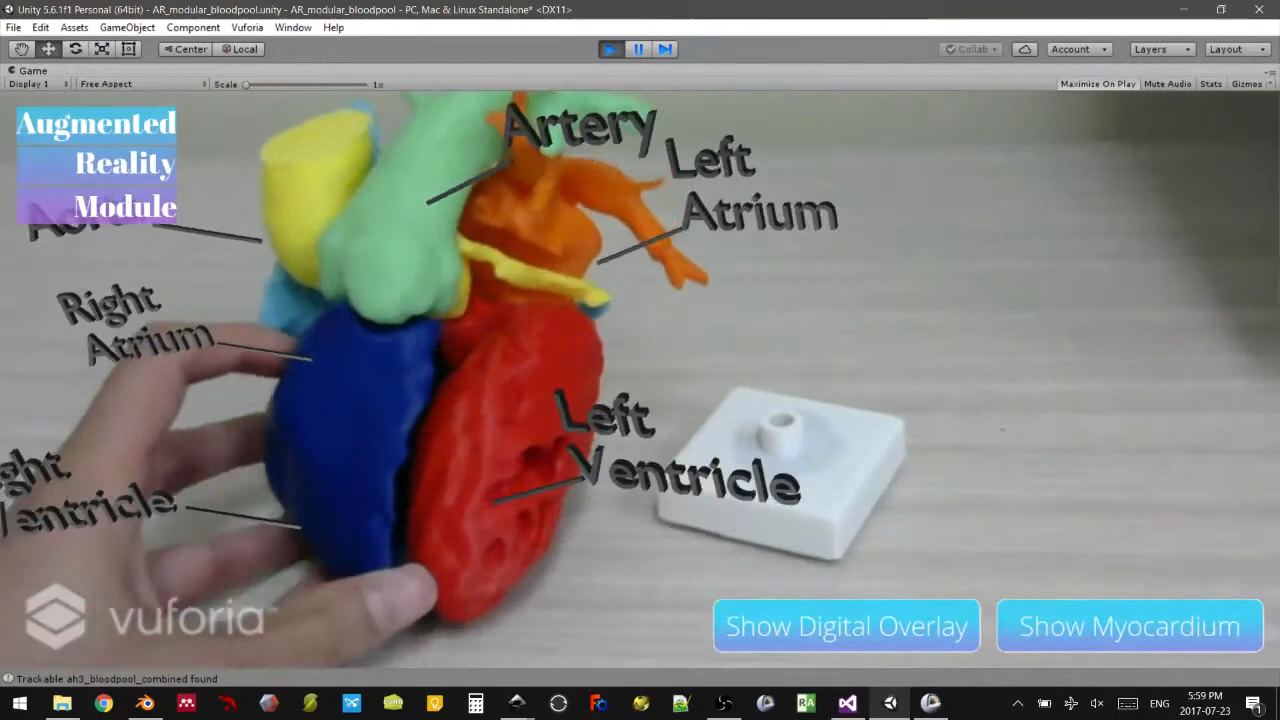 Unity 5.6.1f1 Personal (64bit) - AR_modular_bloodpool.unity - AR_modular_bloodpool - PC, Mac & Linux Standalone* <DX11>
File Edit Assets GameObject Component Vuforia Window Help
Center Local Collab Account Layers Layout
Game
Display 1 Free Aspect Scale 1x Maximize On Play Mute Audio Stats Gizmos
Augmented
Reality
Module
Artery
Left
Atrium
Right
Atrium
Left
Ventricle
Ventricle
vuforia™
Show Digital Overlay
Show Myocardium
Trackable ah3_bloodpool_combined found
ENG
5:59 PM
2017-07-23